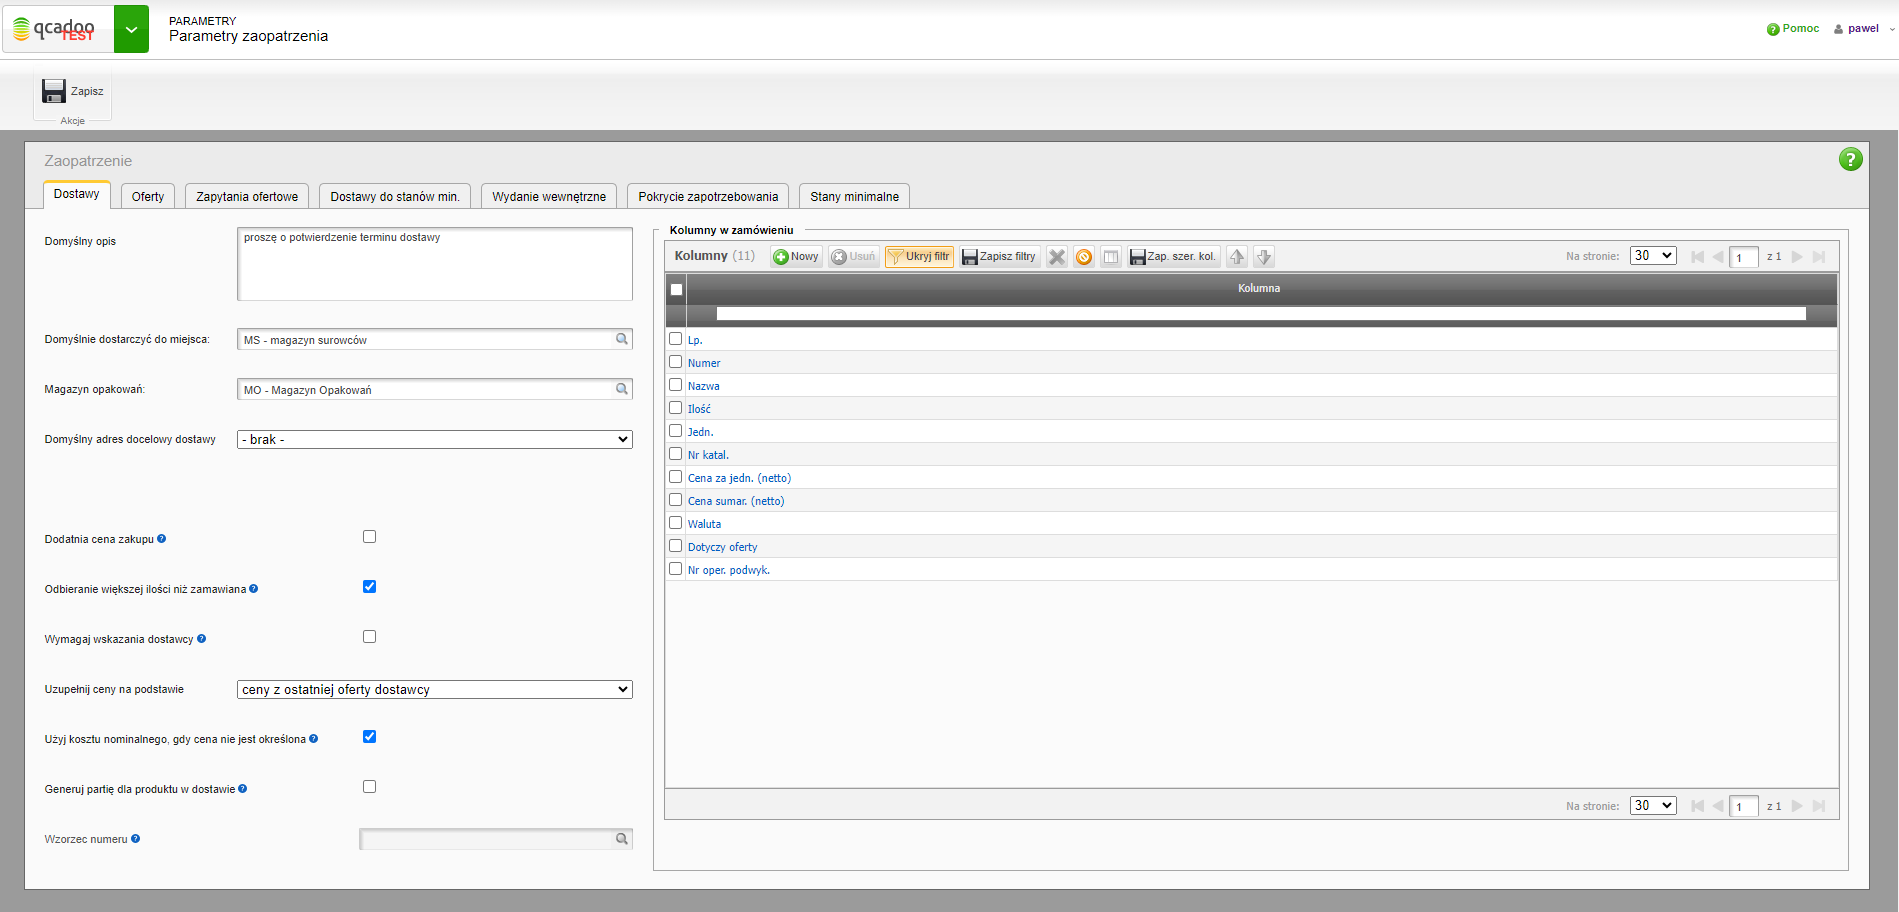 qcadoo
TEST
PARAMETRY
Parametry zaopatrzenia
Pomoc
pawel
Zapisz
Akcje
Zaopatrzenie
Dostawy
Oferty
Zapytania ofertowe
Dostawy do stanów min.
Wydanie wewnętrzne
Pokrycie zapotrzebowania
Stany minimalne
Domyślny opis
proszę o potwierdzenie terminu dostawy
Domyślnie dostarczyć do miejsca:
MS - magazyn surowców
Magazyn opakowań:
MO - Magazyn Opakowań
Domyślny adres docelowy dostawy
- brak -
Dodatnia cena zakupu
Odbieranie większej ilości niż zamawiana
Wymagaj wskazania dostawcy
Uzupełnij ceny na podstawie
ceny z ostatniej oferty dostawcy
Użyj kosztu nominalnego, gdy cena nie jest określona
Generuj partię dla produktu w dostawie
Wzorzec numeru
Kolumny w zamówieniu
Kolumny (11)
Nowy
Usuń
Ukryj filtr
Zapisz filtry
Zap. szer. kol.
Na stronie:
30
1
z 1
Kolumna
Lp.
Numer
Nazwa
Ilość
Jedn.
Nr katal.
Cena za jedn. (netto)
Cena sumar. (netto)
Waluta
Dotyczy oferty
Nr oper. podwyk.
Na stronie:
30
1
z 1